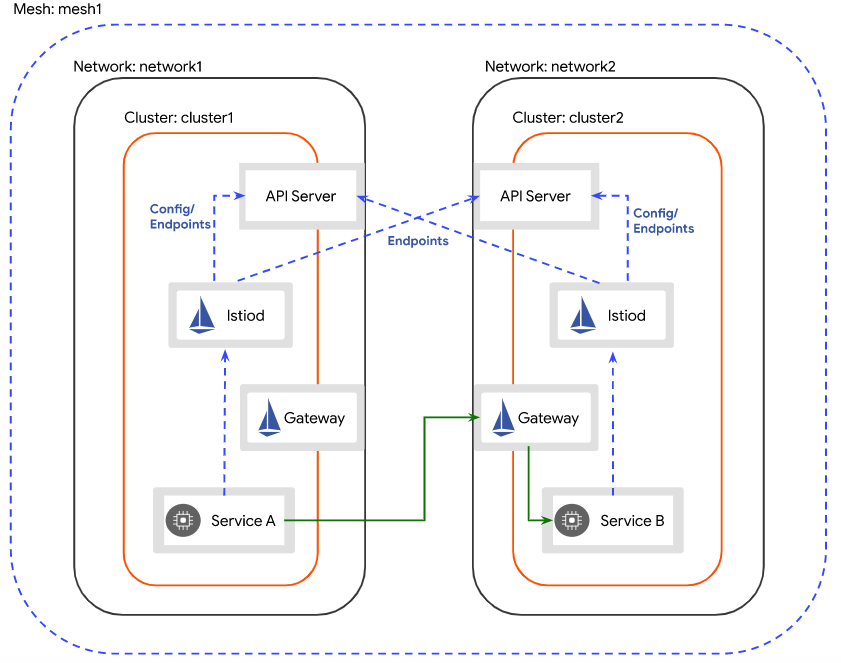 Mesh: mesh1
Network: network1
Network: network2
Cluster: cluster1
Cluster: cluster2
API Server
API Server
Config/
Endpoints
Config/
Endpoints
Endpoints
Istiod
Istiod
Gateway
Gateway
Service A
Service B